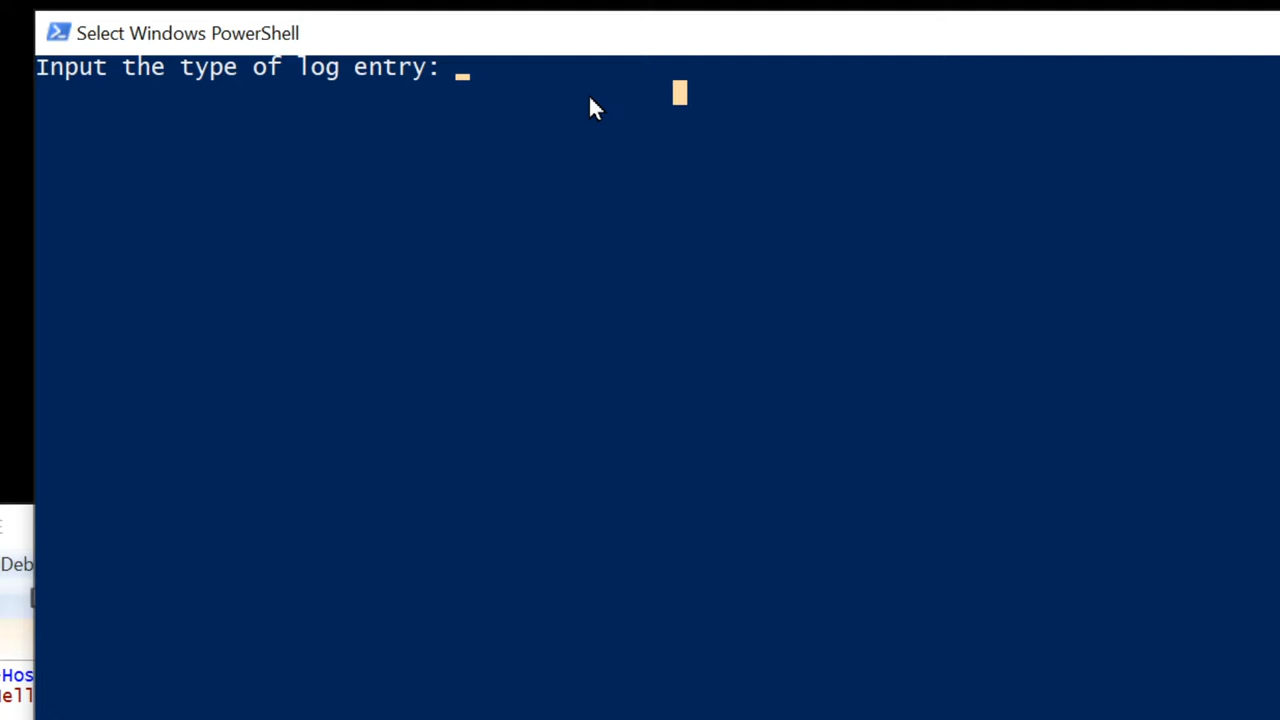 Select Windows PowerShell
Input the type of log entry:
Deb
Hos
ell